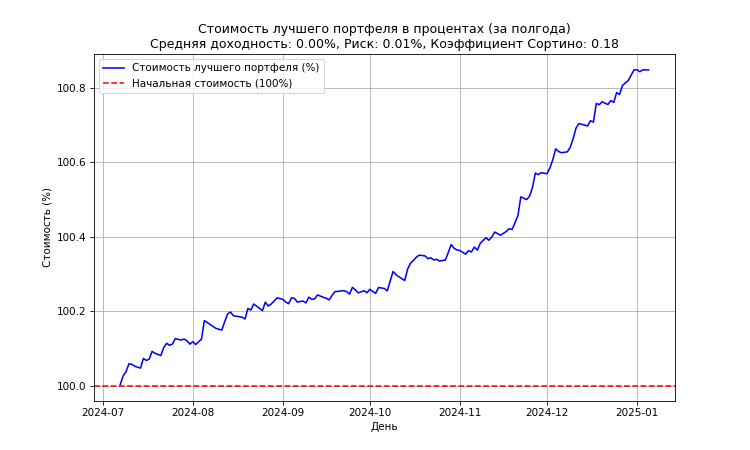 Стоимость лучшего портфеля в процентах (за полгода)
Средняя доходность: 0.00%, Риск: 0.01%, Коэффициент Сортино: 0.18
Стоимость лучшего портфеля (%)
Начальная стоимость (100%)
Стоимость (%)
100.8
100.6
100.4
100.2
100.0
2024-07
2024-08
2024-09
2024-10
2024-11
2024-12
2025-01
День